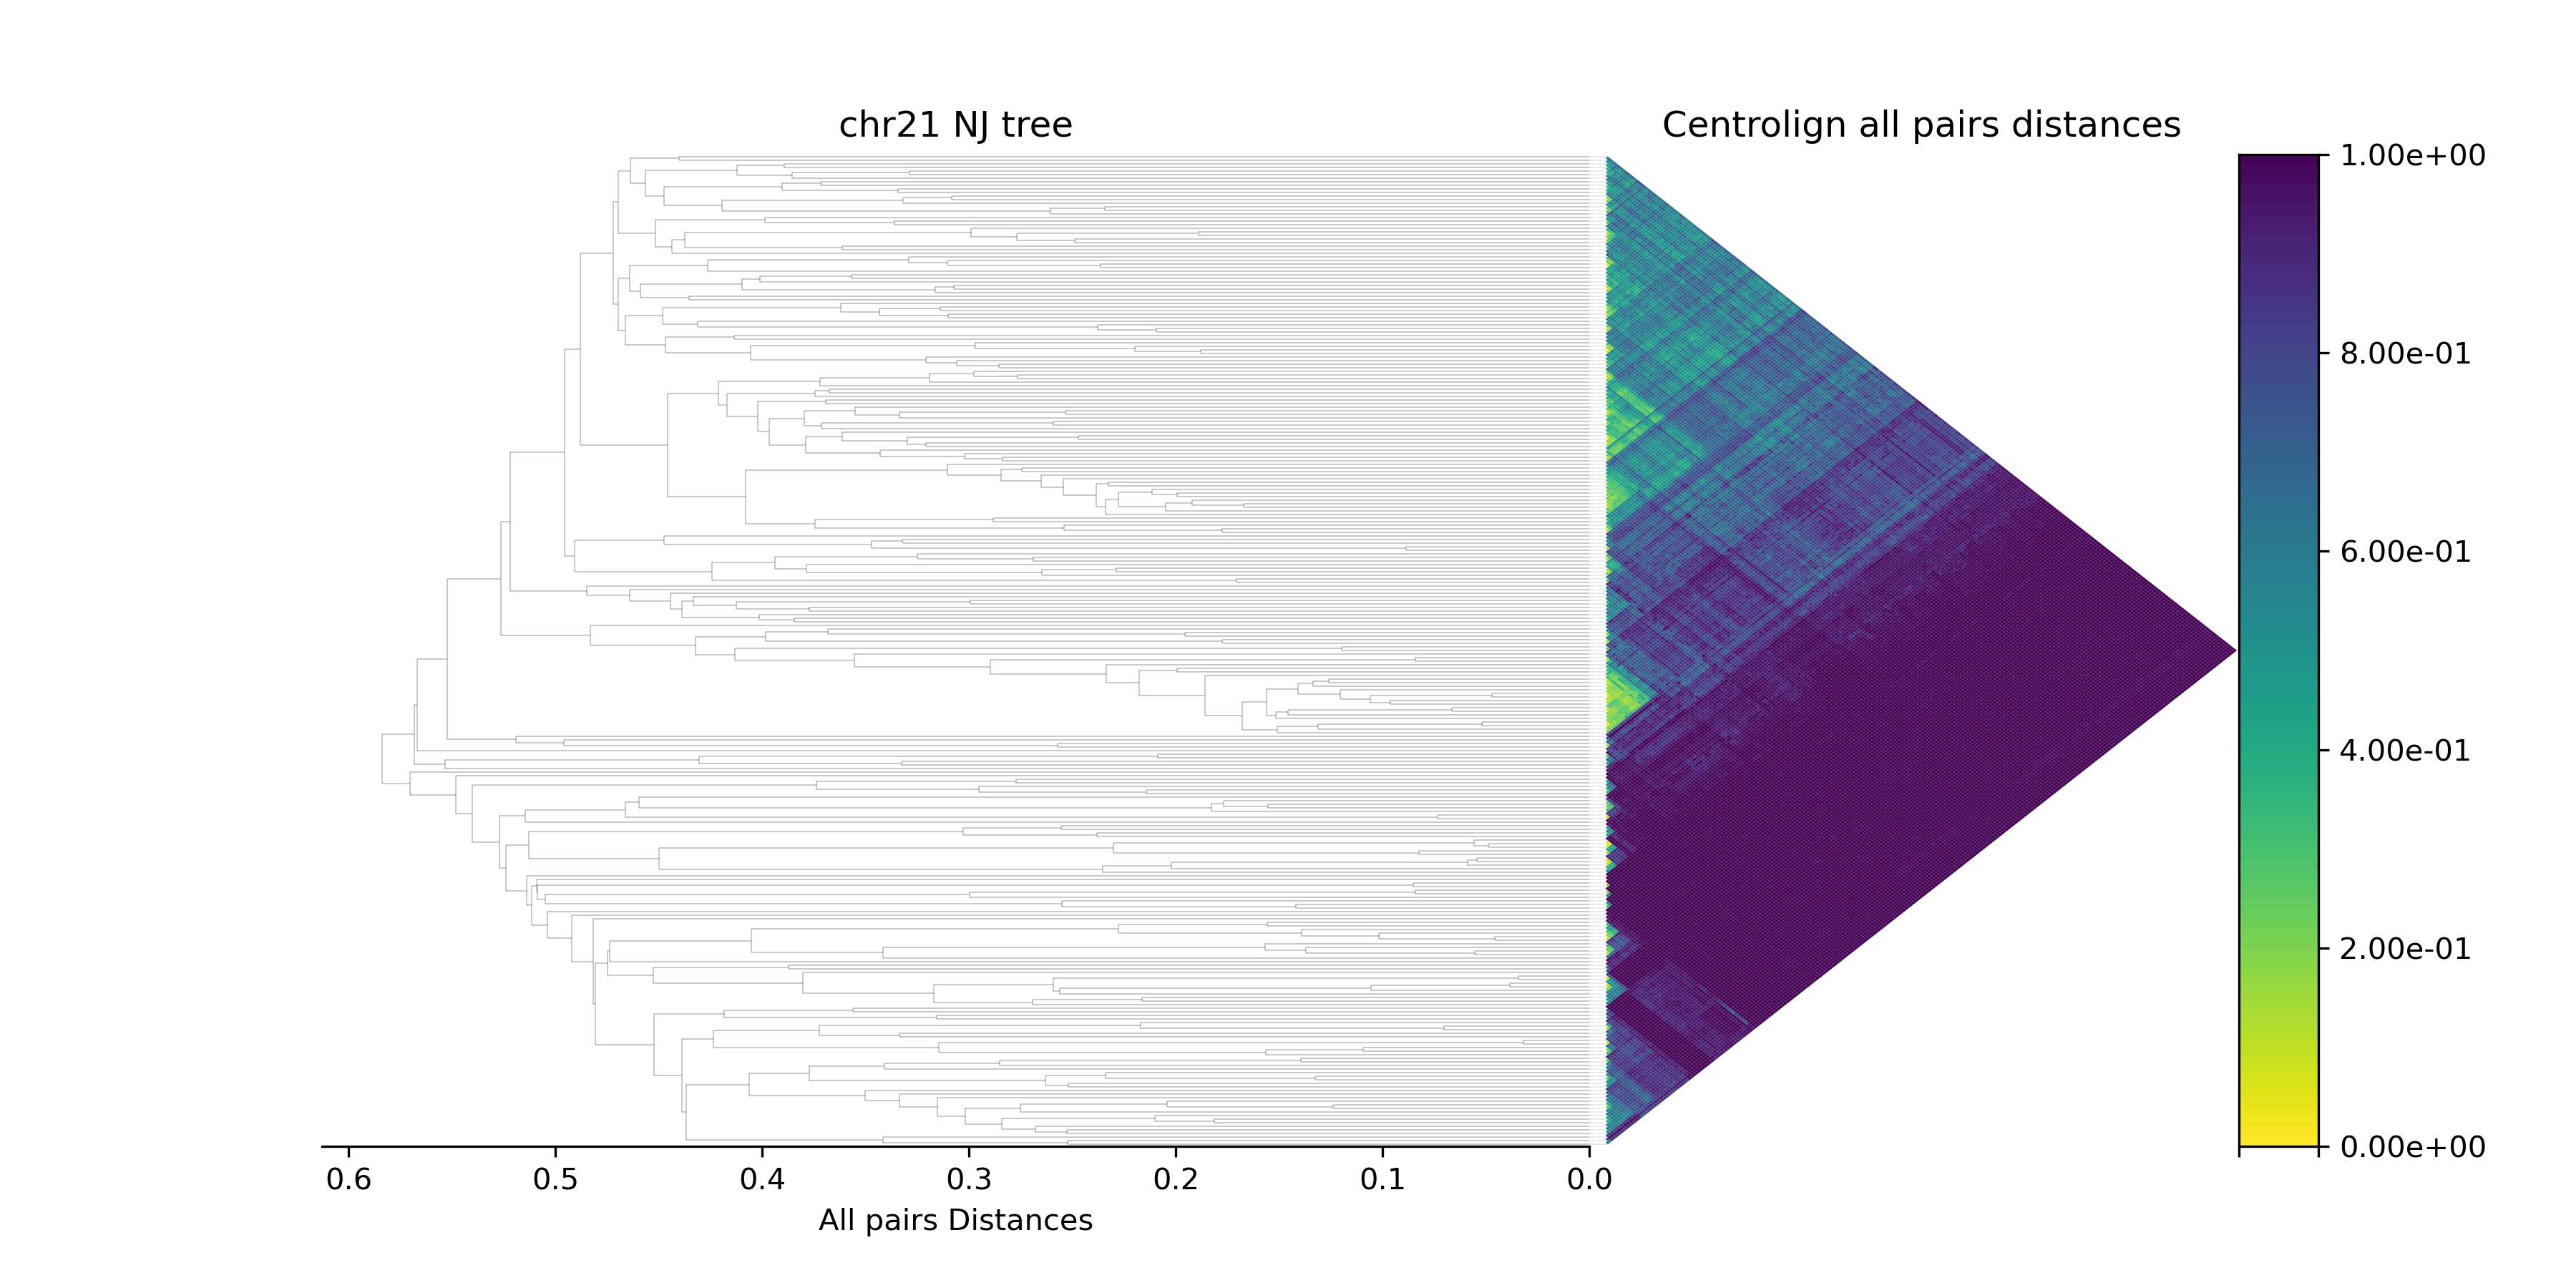 chr21 NJ tree
Centrolign all pairs distances
1.00e+00
8.00e-01
6.00e-01
4.00e-01
2.00e-01
0.00e+00
0.6 0.5 0.4 0.3 0.2 0.1 0.0
All pairs Distances